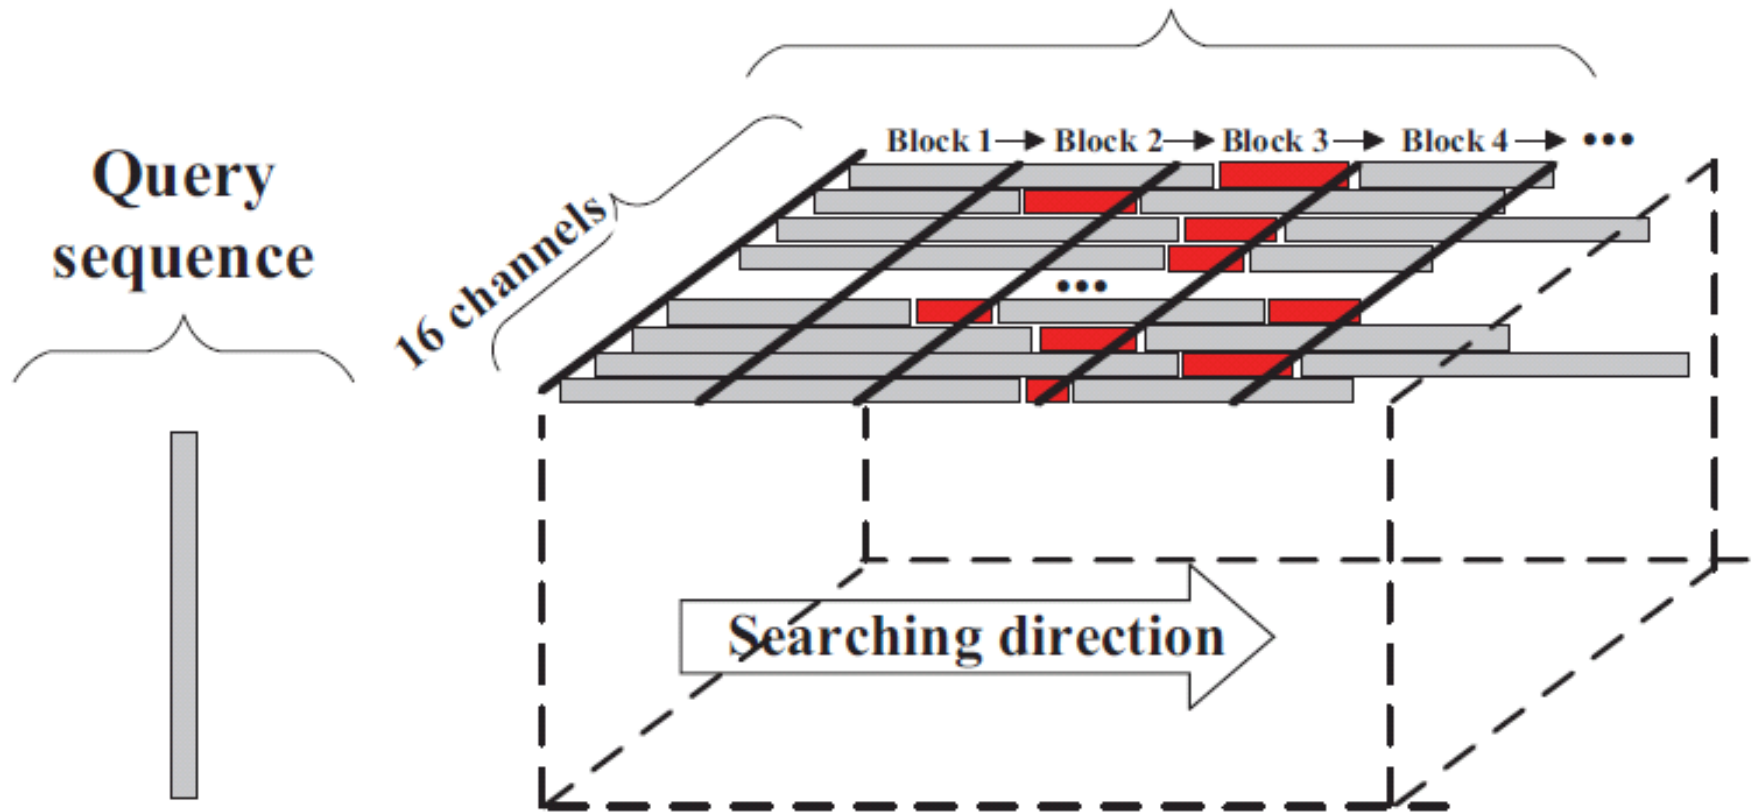 Query
sequence
16 channels
Block 1 Block 2 Block 3 Block 4 •••
•••
Searching direction